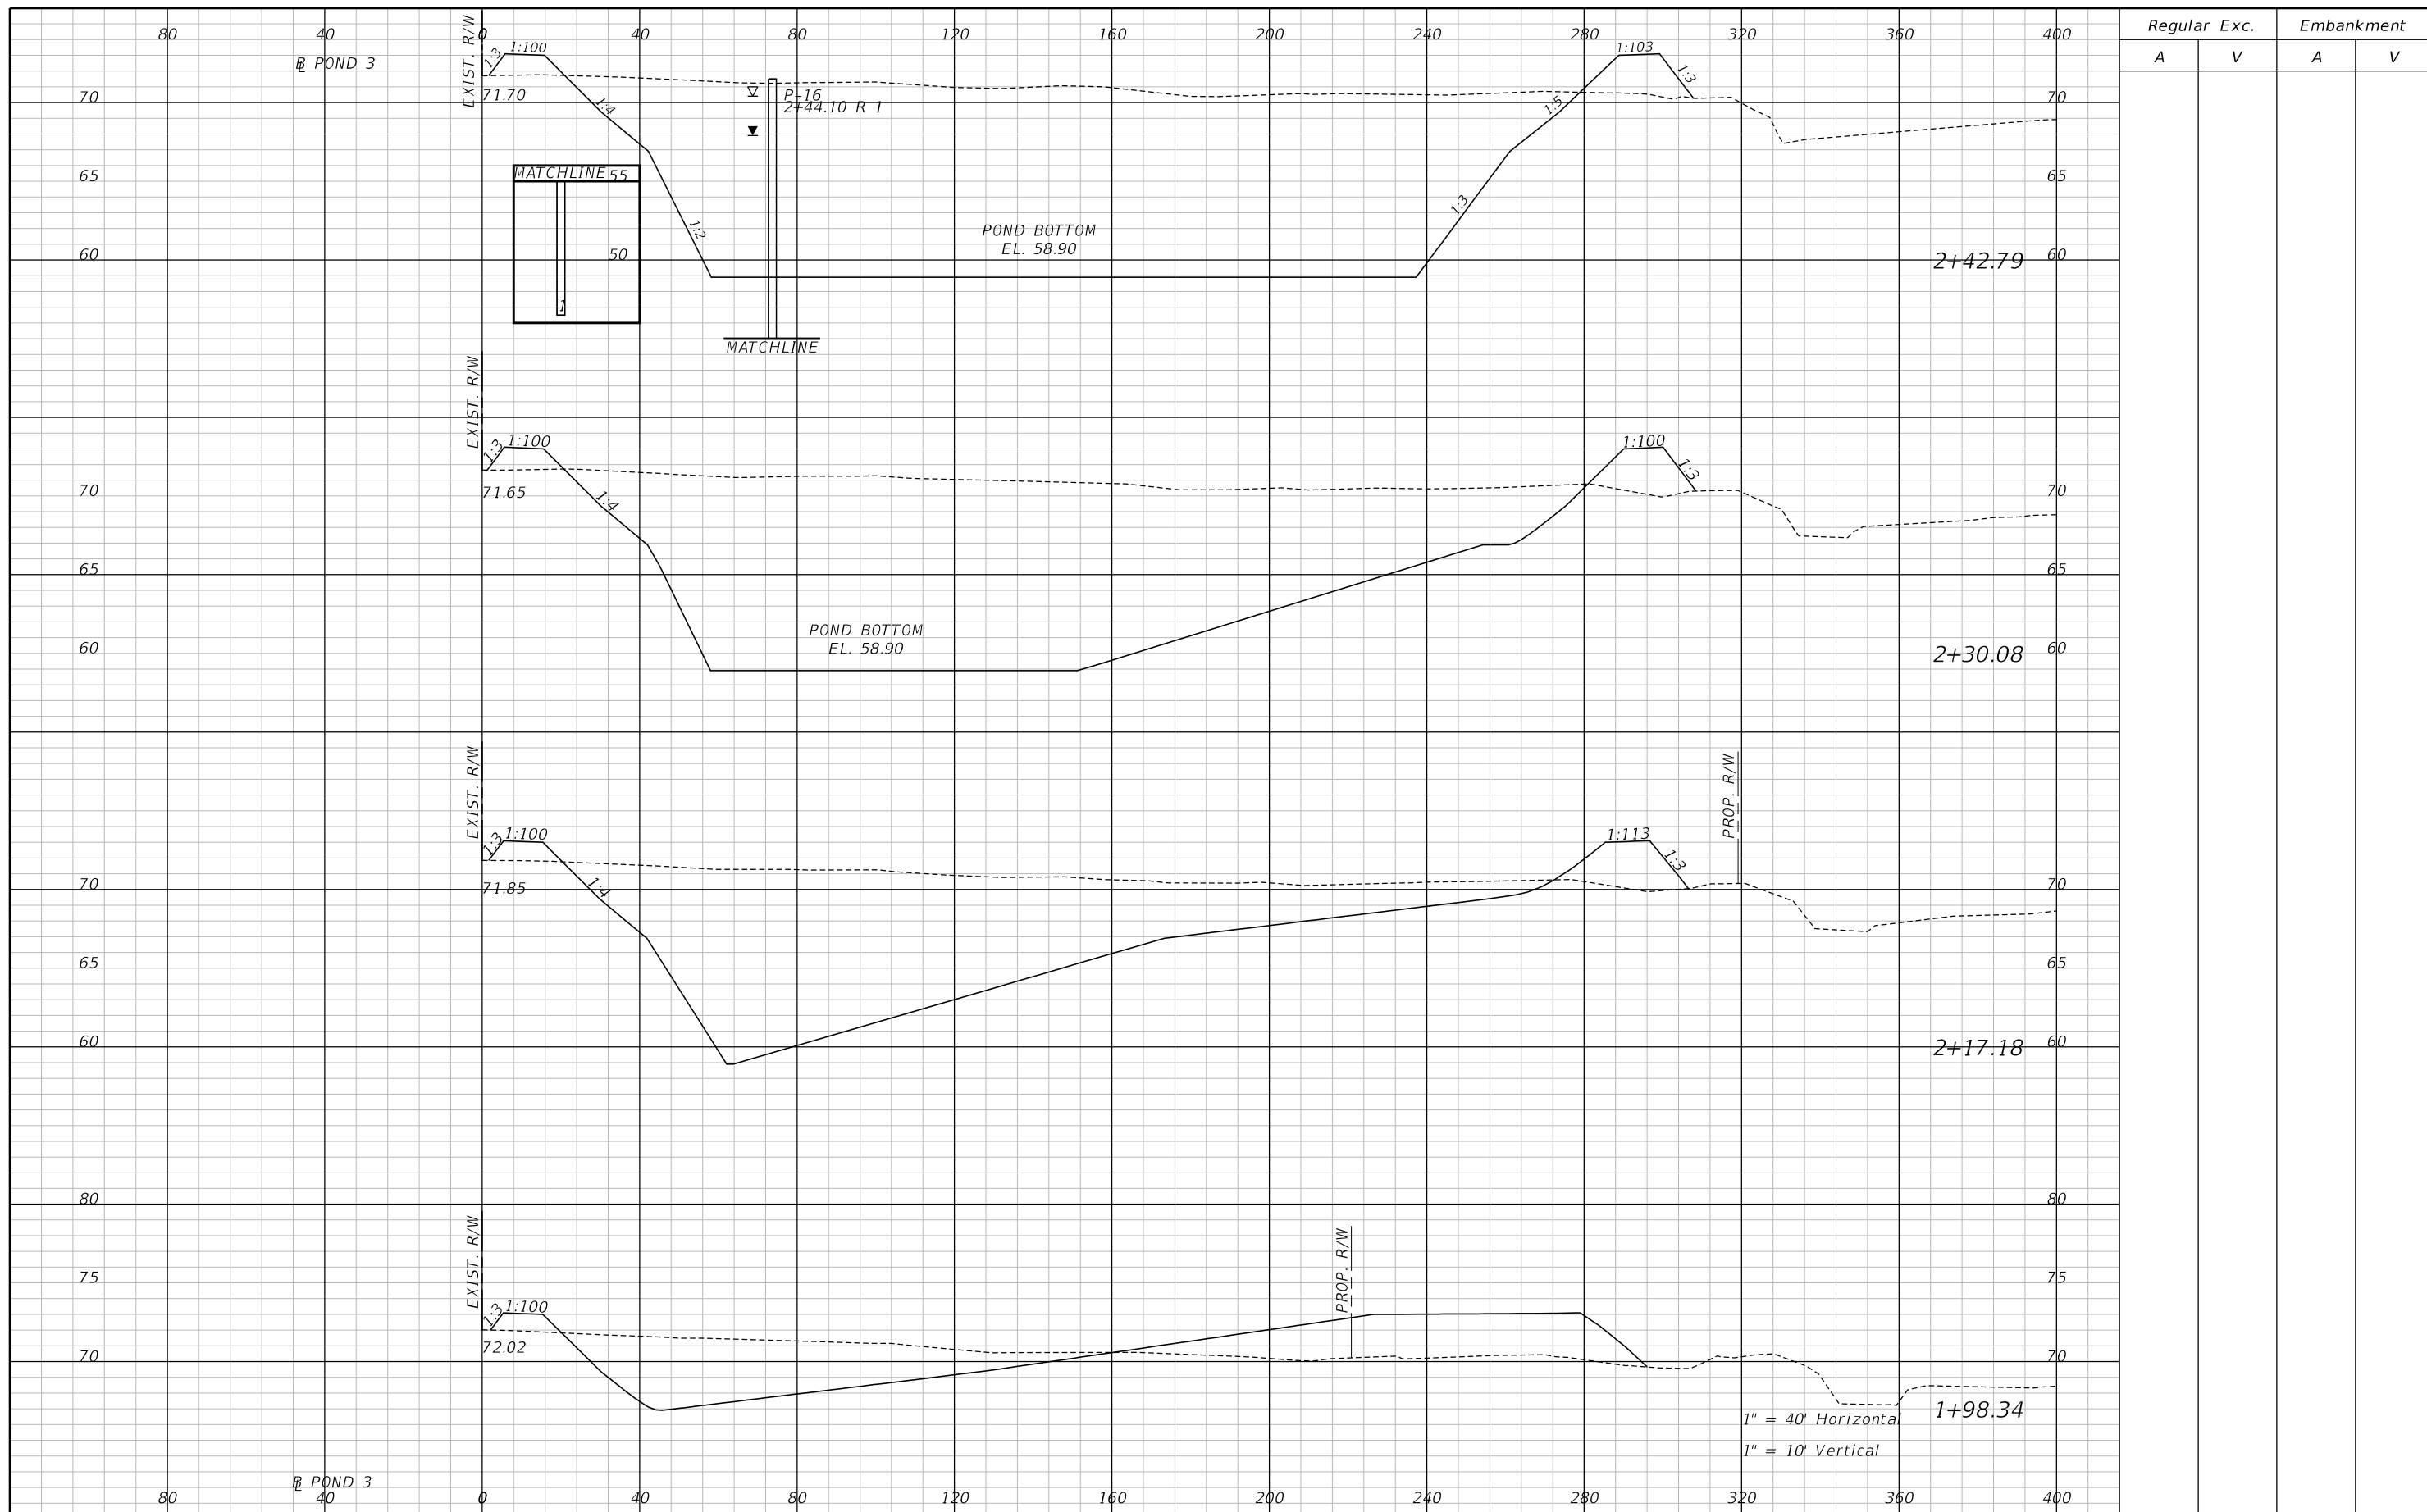 80 40 0 40 80 120 160 200 240 280 320 360 400
Regular Exc. Embankment
A V A V
EXIST. R/W
1:3 1:100
1:103
1:3
BL POND 3
71.70
P-16
2+44.10 R 1
70 70
1:4
1:5
MATCHLINE 55
65 65
1:3
1:2
POND BOTTOM
EL. 58.90
50
60 60
2+42.79
1
MATCHLINE
EXIST. R/W
1:3 1:100
1:100
1:3
71.65
70 70
1:4
65 65
POND BOTTOM
EL. 58.90
60 60
2+30.08
EXIST. R/W
PROP. R/W
1:3 1:100
1:113
1:3
71.85
70 70
1:4
65 65
60 60
2+17.18
80 80
EXIST. R/W
PROP. R/W
75 75
1:3 1:100
72.02
70 70
1+98.34
1" = 40' Horizontal
1" = 10' Vertical
BL POND 3
80 40 0 40 80 120 160 200 240 280 320 360 400